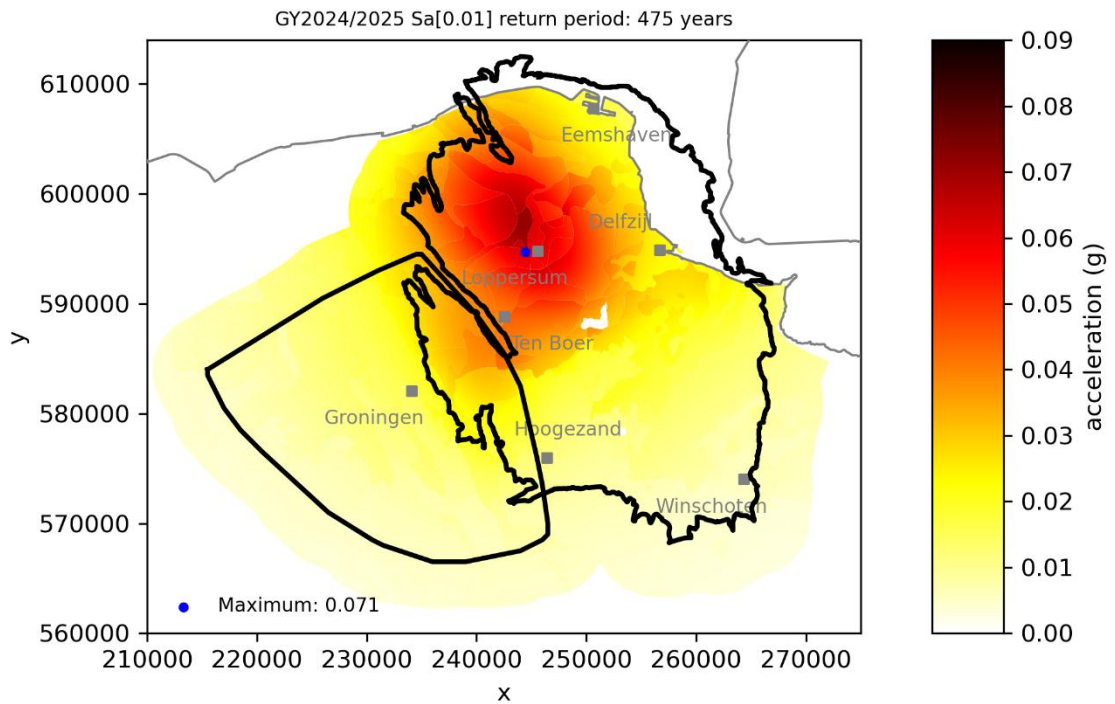 GY2024/2025 Sa[0.01] return period: 475 years
610000
600000
590000
580000
570000
560000
y
Eemshaven
Delfzijl
Loppersum
Ten Boer
Groningen
Hoogezand
Winschoten
Maximum: 0.071
210000 220000 230000 240000 250000 260000 270000
x
0.09
0.08
0.07
0.06
0.05
0.04
0.03
0.02
0.01
0.00
acceleration (g)